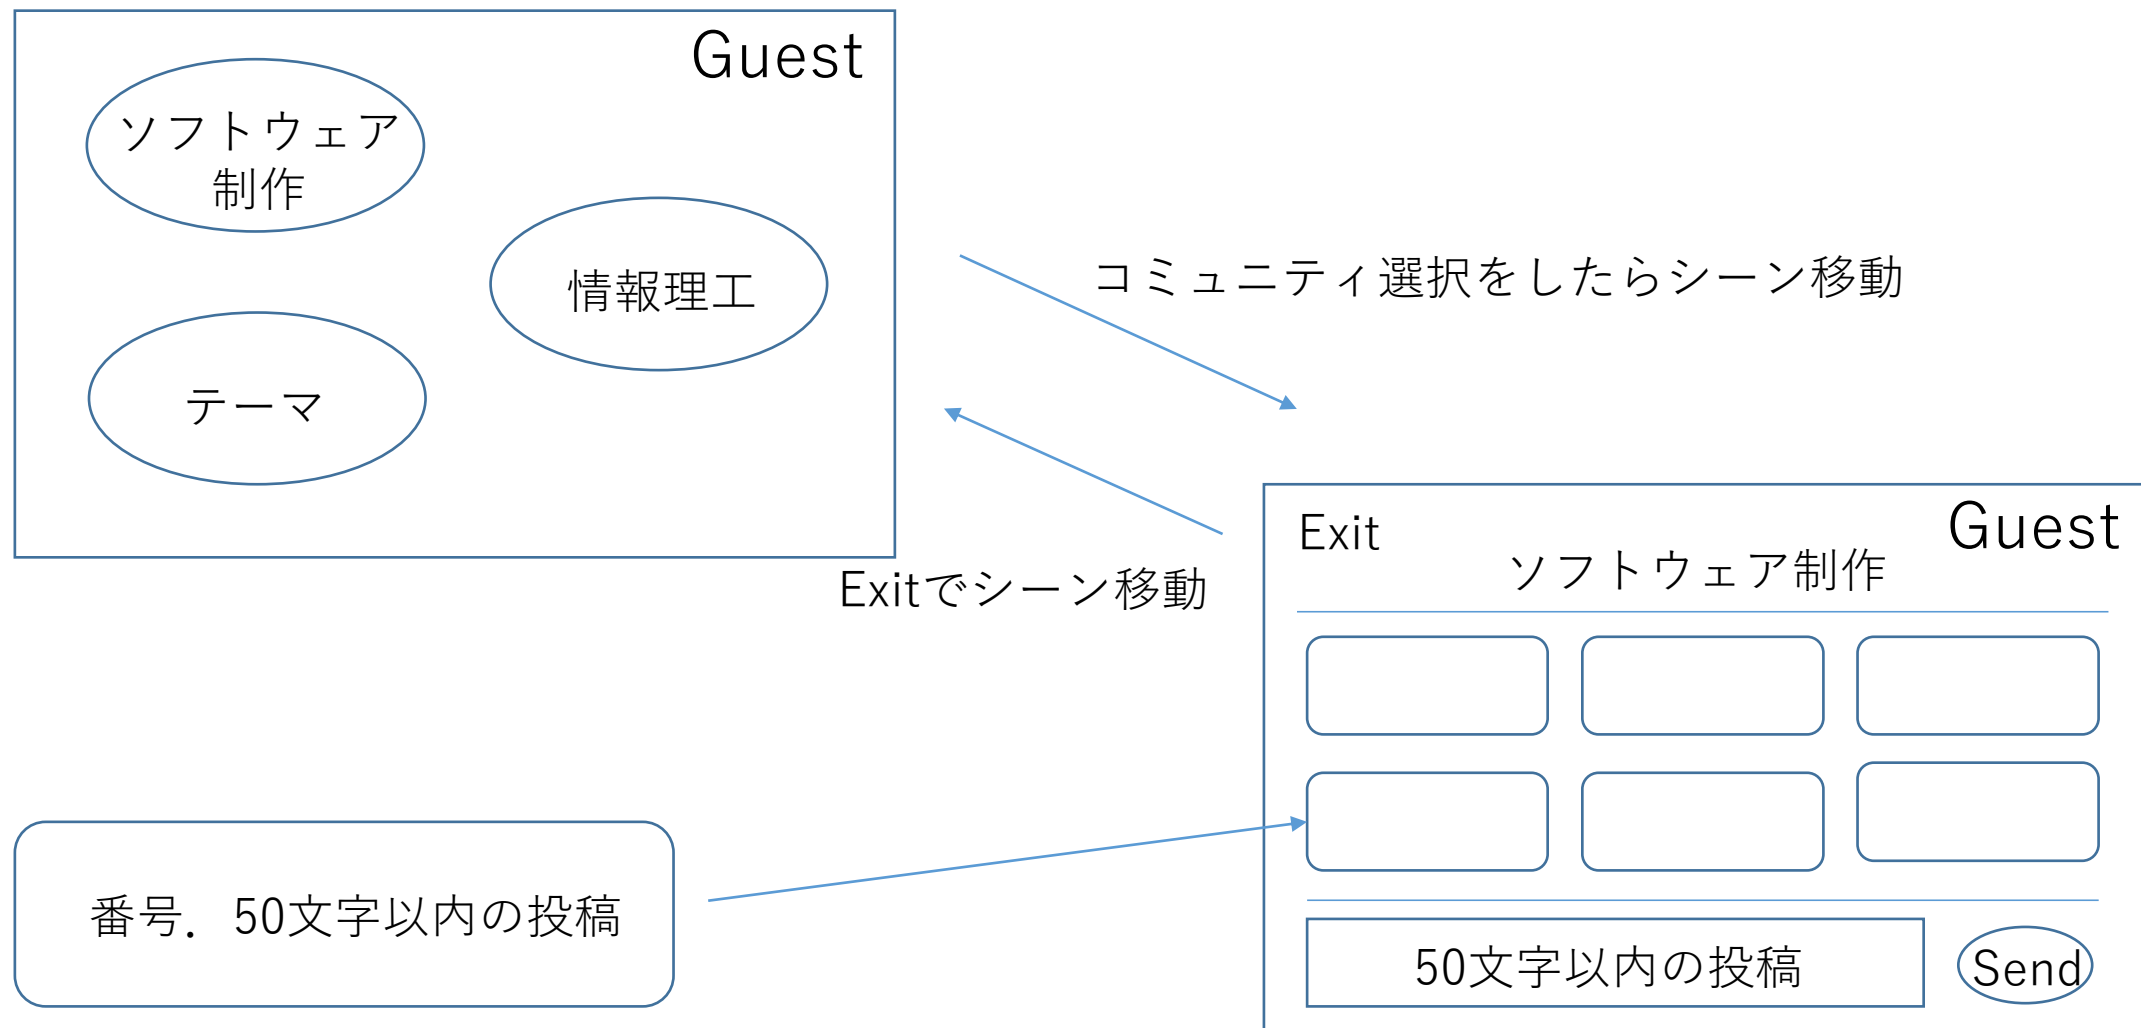 Guest
ソフトウェア
制作
情報理工
テーマ
コミュニティ選択をしたらシーン移動
Exitでシーン移動
Exit
Guest
ソフトウェア制作
番号．50文字以内の投稿
50文字以内の投稿
Send